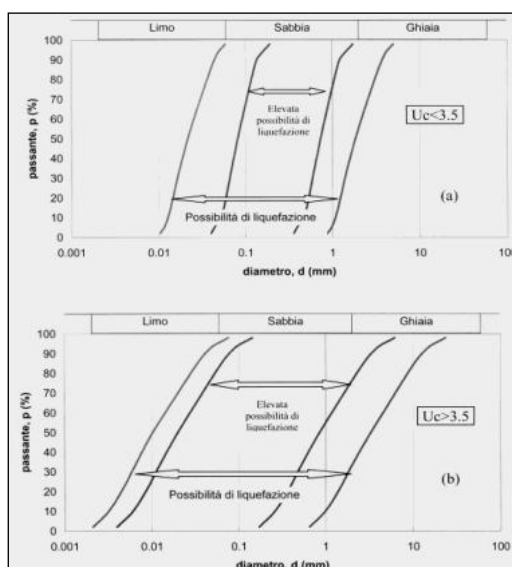 Limo Sabbia Ghiaia
100
90
80
70
60
50
40
30
20
10
0
passante, p (%)
Elevata
possibilità di
liquefazione
Uc<3.5
(a)
Possibilità di liquefazione
0.001 0.01 0.1 1 10 100
diametro, d (mm)
Limo Sabbia Ghiaia
100
90
80
70
60
50
40
30
20
10
0
passante, p (%)
Elevata
possibilità di
liquefazione
Uc>3.5
(b)
Possibilità di liquefazione
0.001 0.01 0.1 1 10 100
diametro, d (mm)